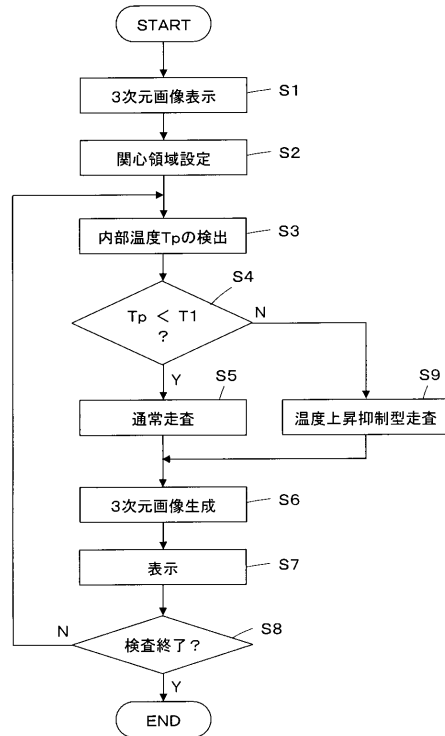 START
3次元画像表示
S1
関心領域設定
S2
内部温度Tpの検出
S3
S4
Tp < T1
?
N
Y
S5
通常走査
S9
温度上昇抑制型走査
3次元画像生成
S6
表示
S7
N
検査終了?
S8
Y
END